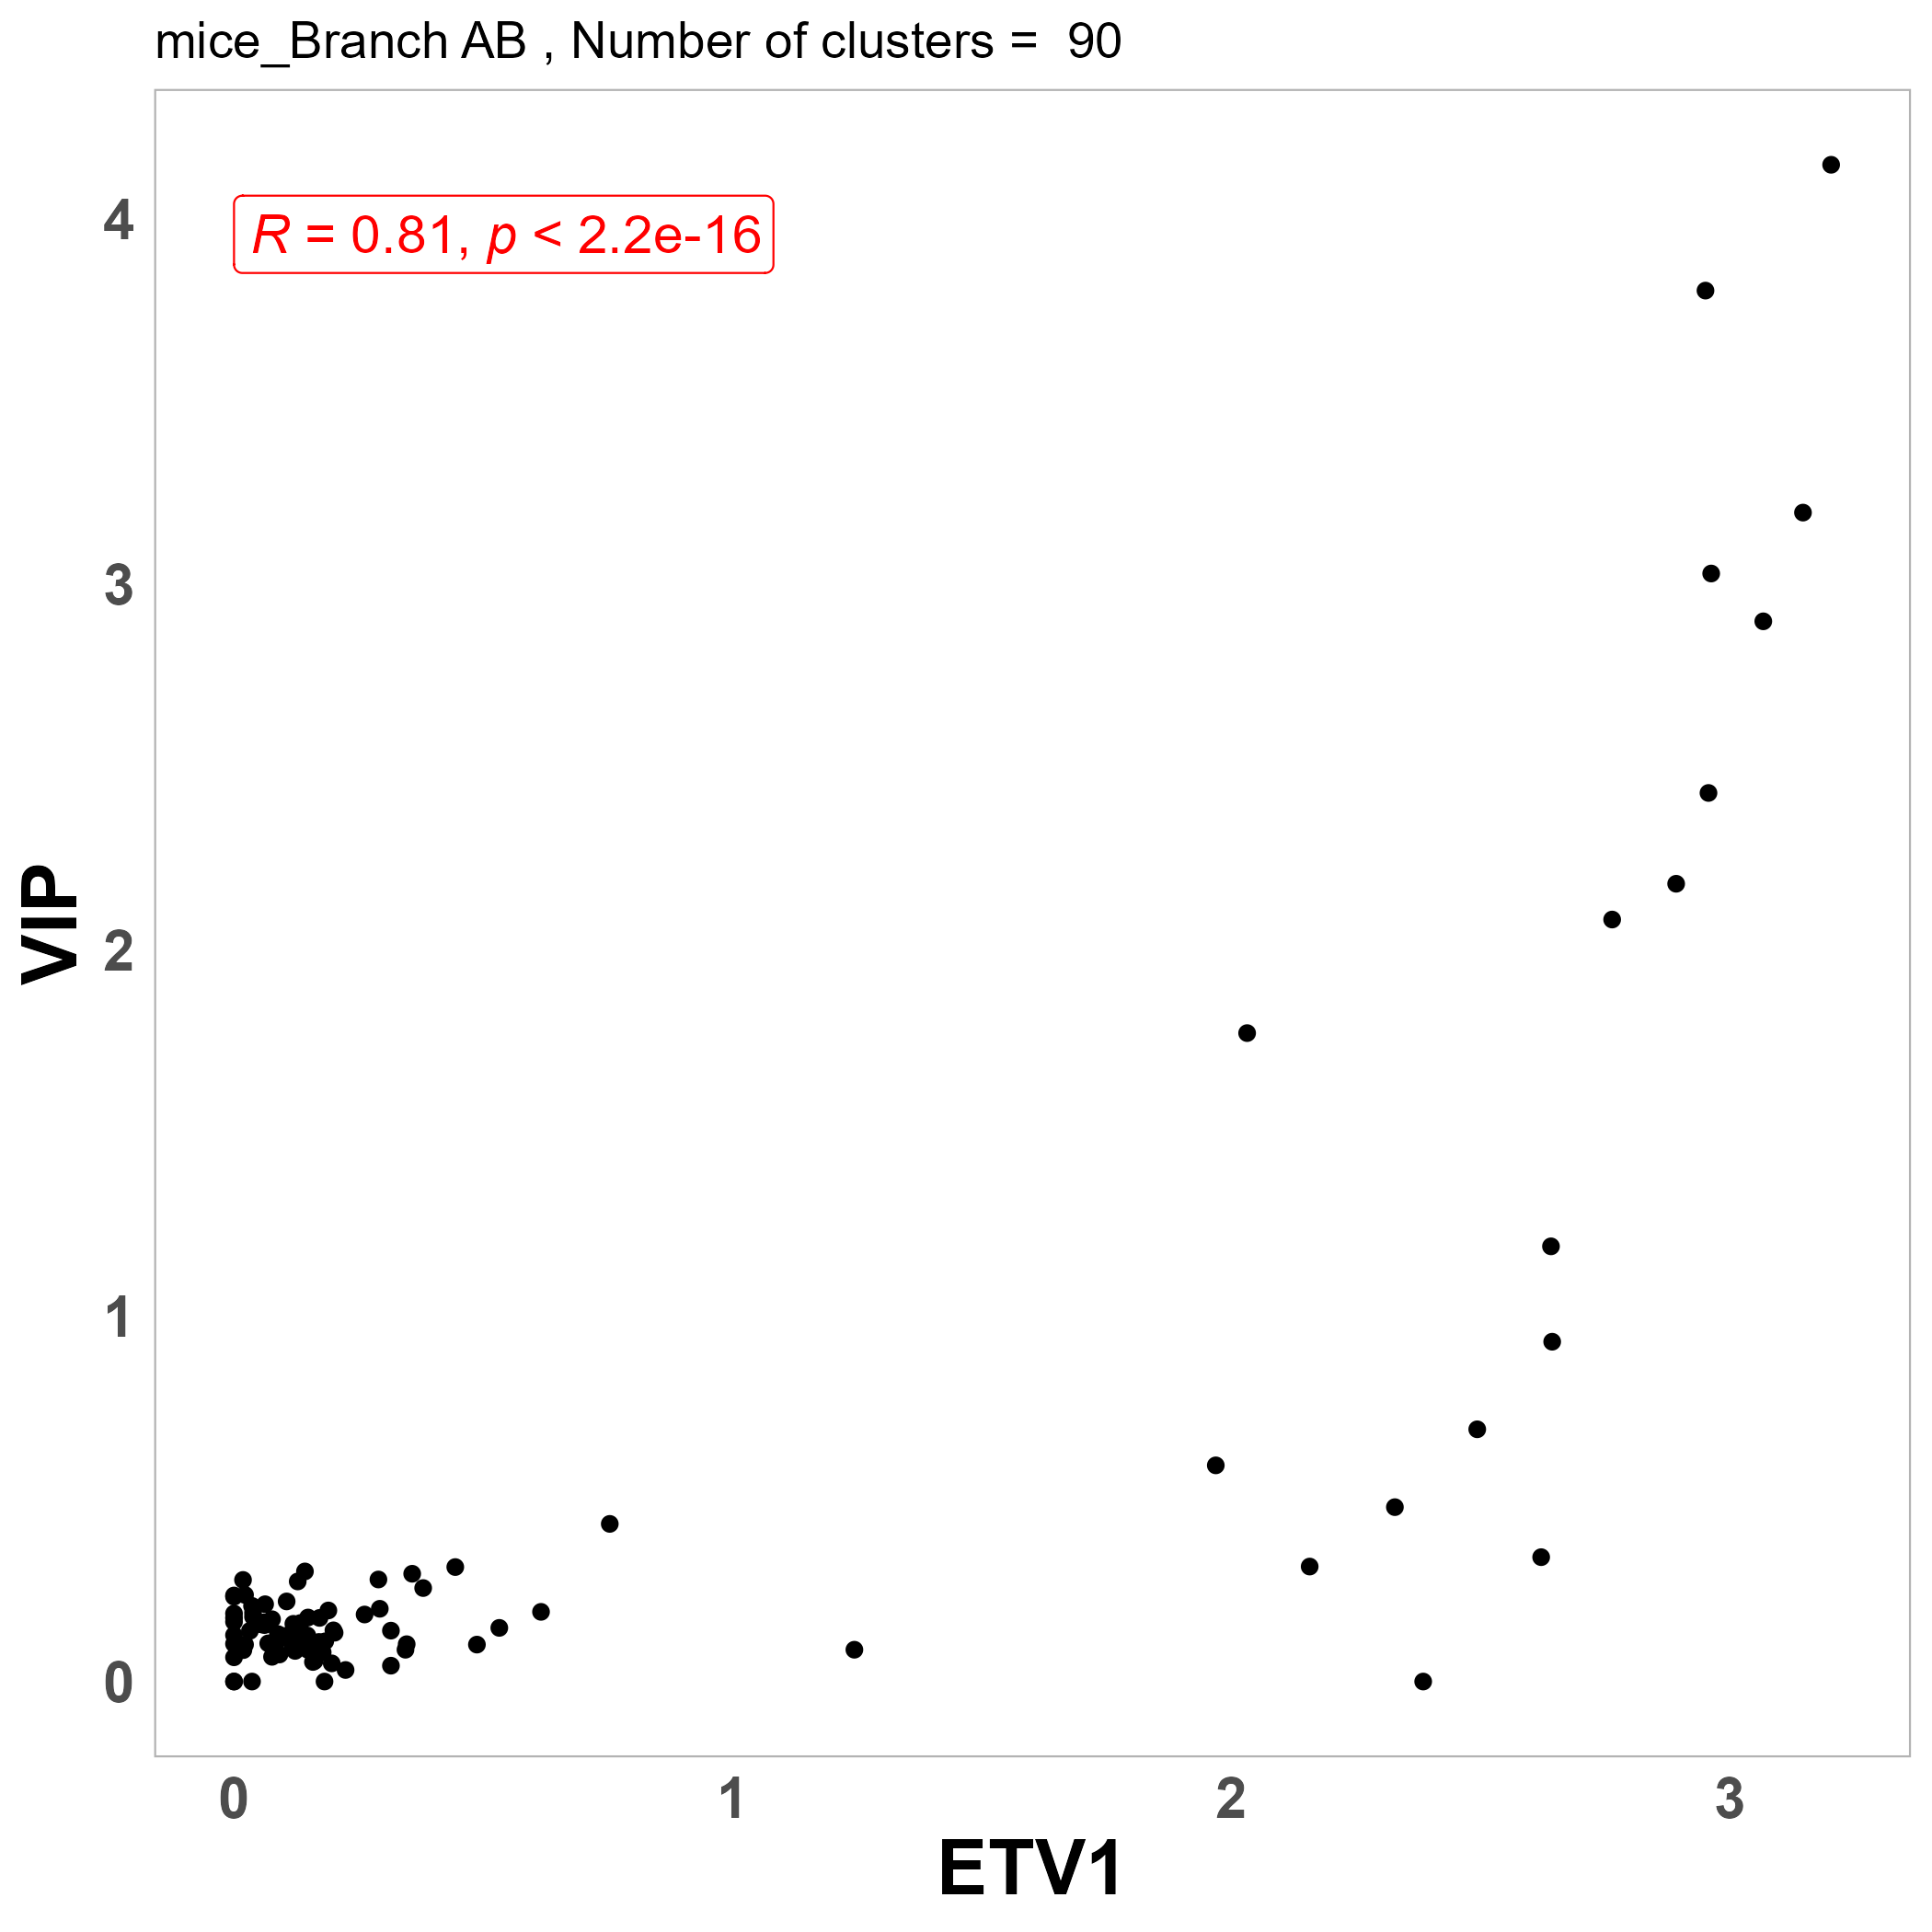 mice_Branch AB , Number of clusters =  90
R = 0.81, p < 2.2e-16
4
3
2
1
0
VIP
0 1 2 3
ETV1